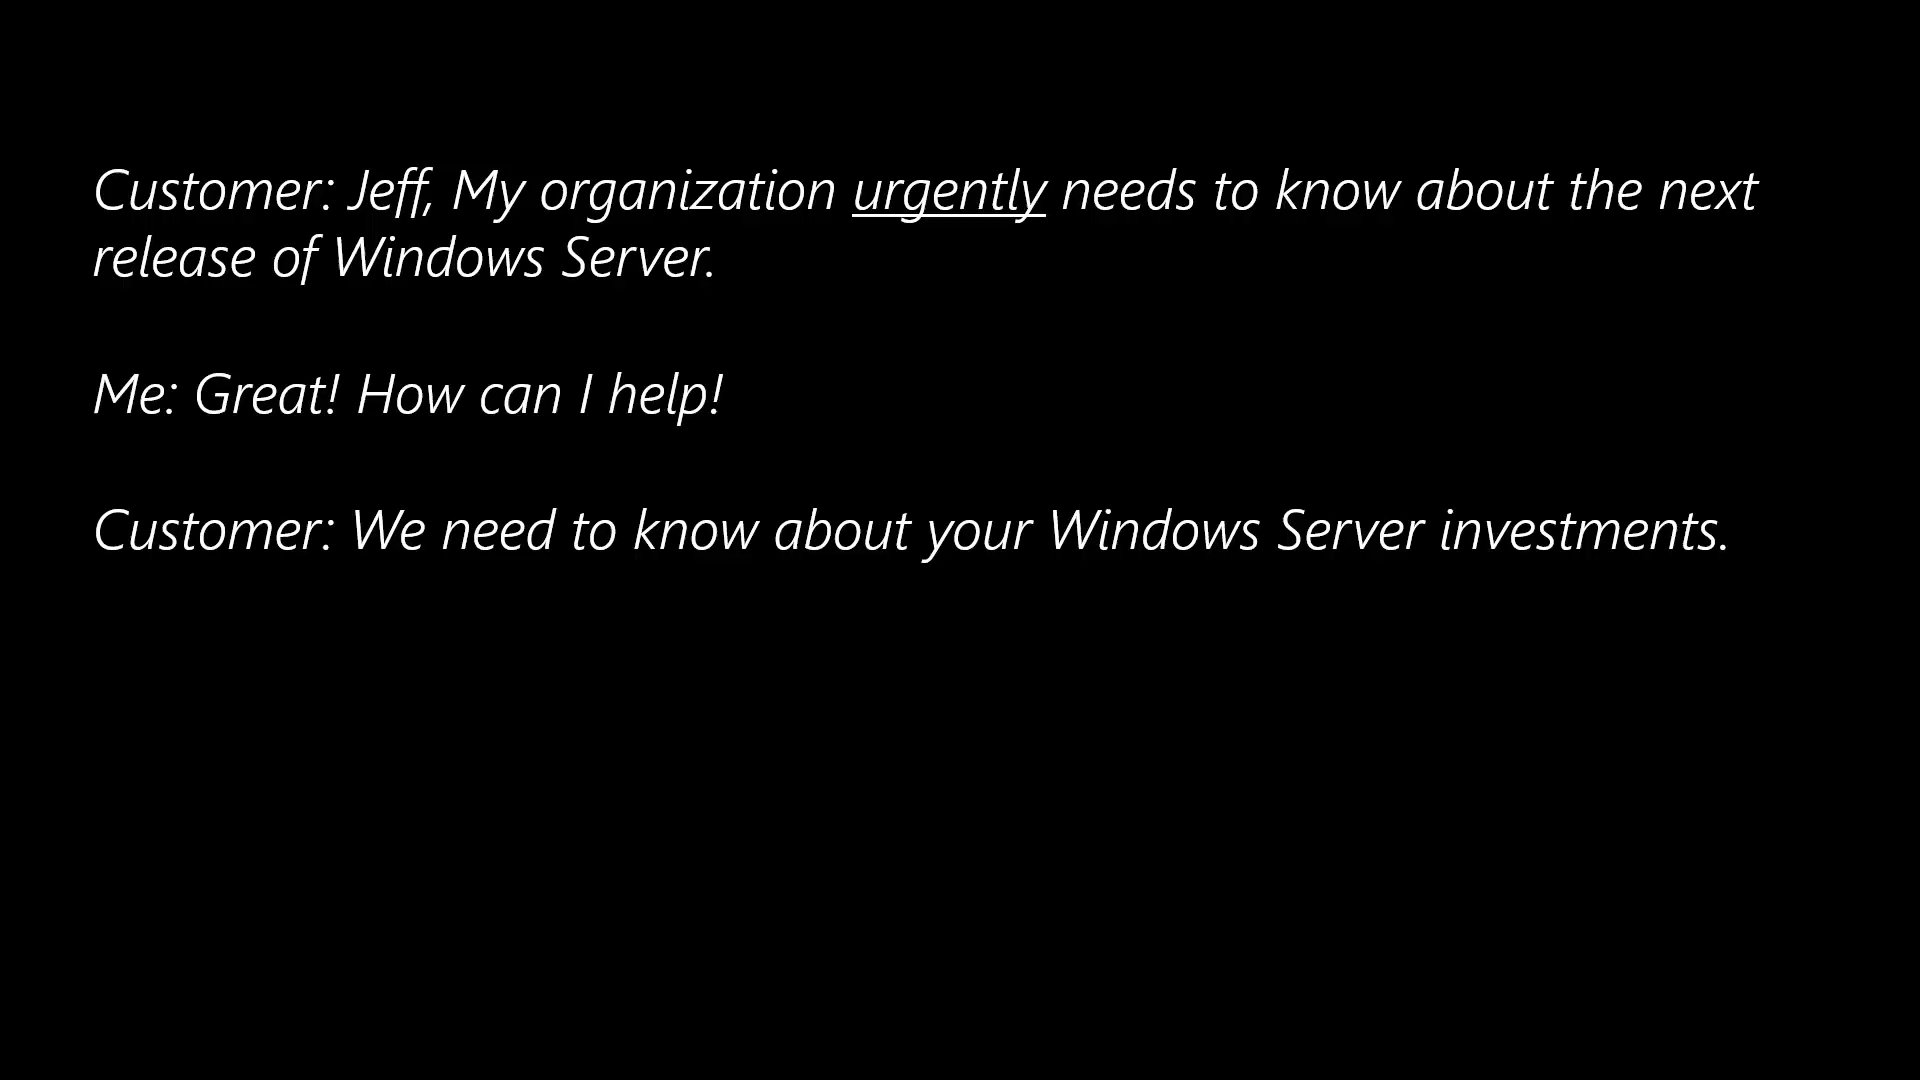 Customer: Jeff, My organization urgently needs to know about the next
release of Windows Server.
Me: Great! How can I help!
Customer: We need to know about your Windows Server investments.